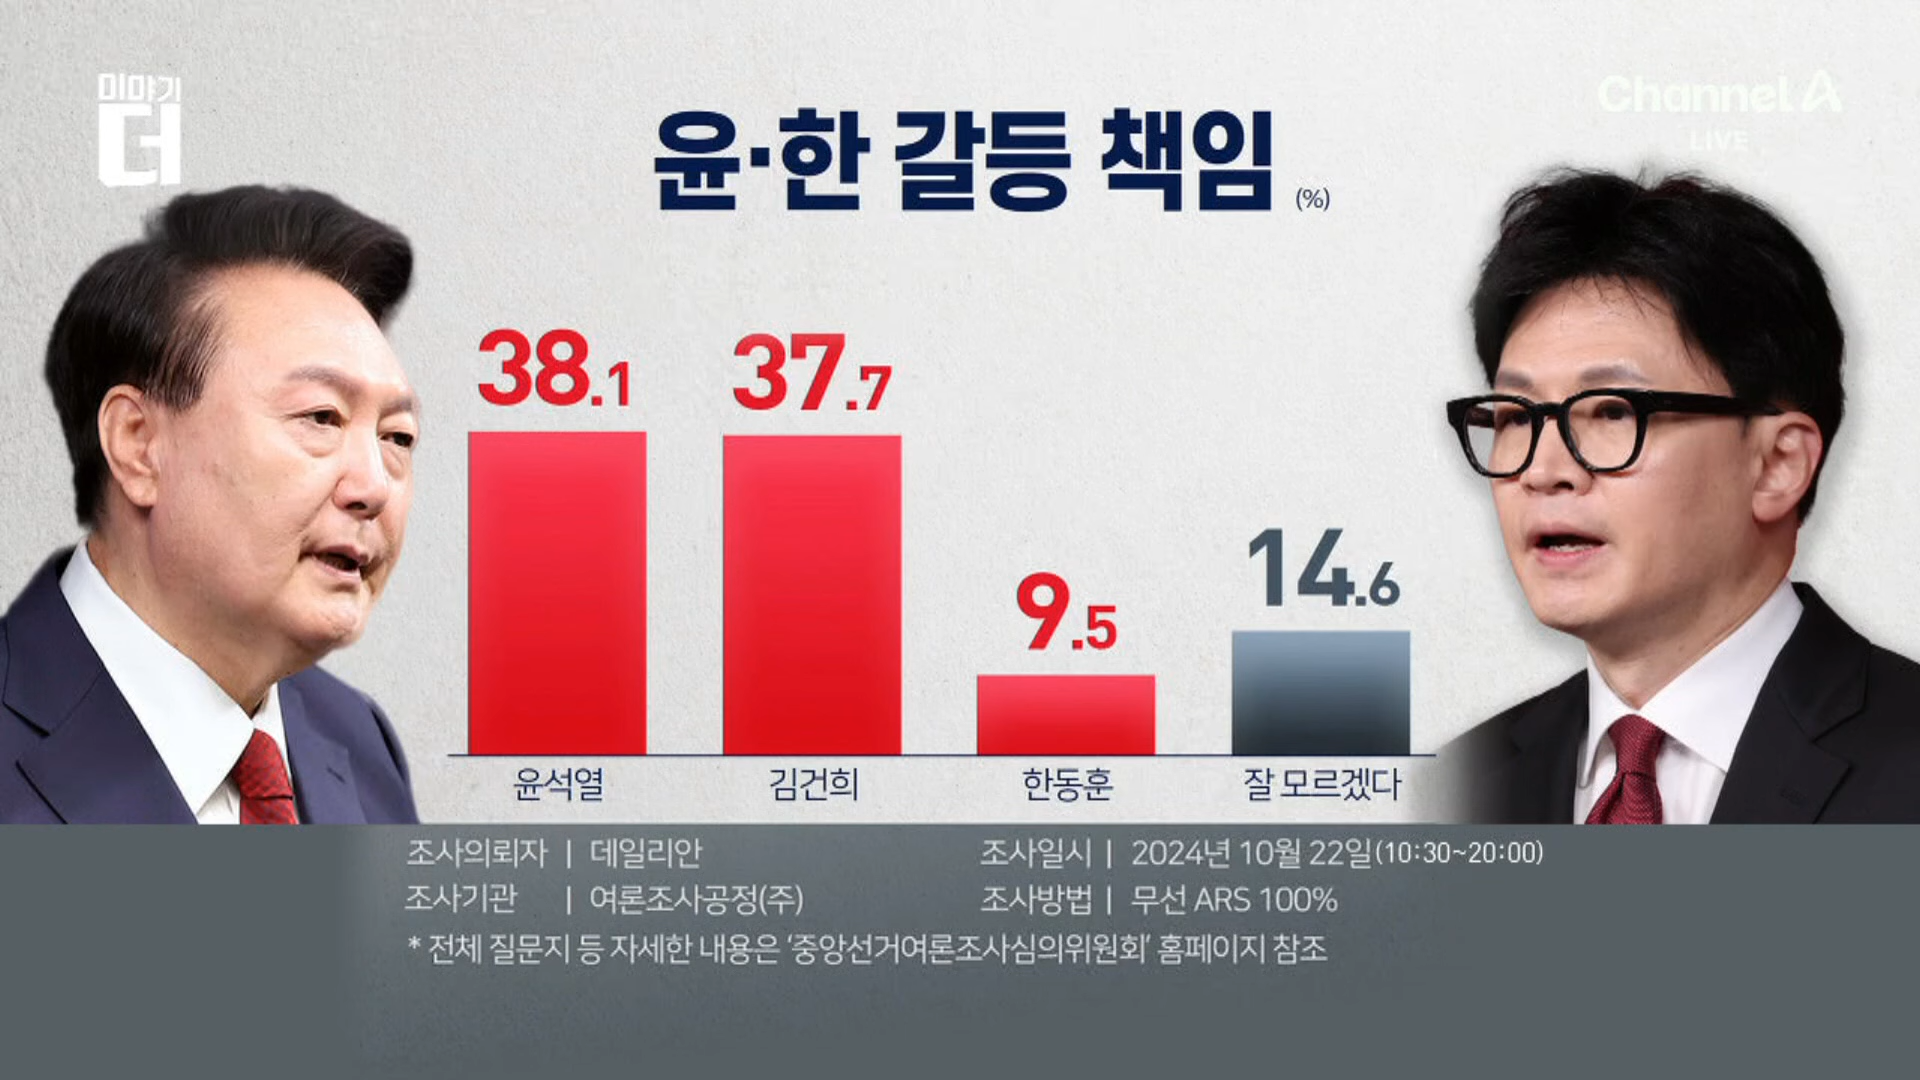 이야기
더
Channel A
LIVE
윤·한 갈등 책임 (%)
38.1
37.7
9.5
14.6
윤석열
김건희
한동훈
잘 모르겠다
조사의뢰자 | 데일리안
조사일시 | 2024년 10월 22일(10:30~20:00)
조사기관 | 여론조사공정(주)
조사방법 | 무선 ARS 100%
* 전체 질문지 등 자세한 내용은 '중앙선거여론조사심의위원회' 홈페이지 참조